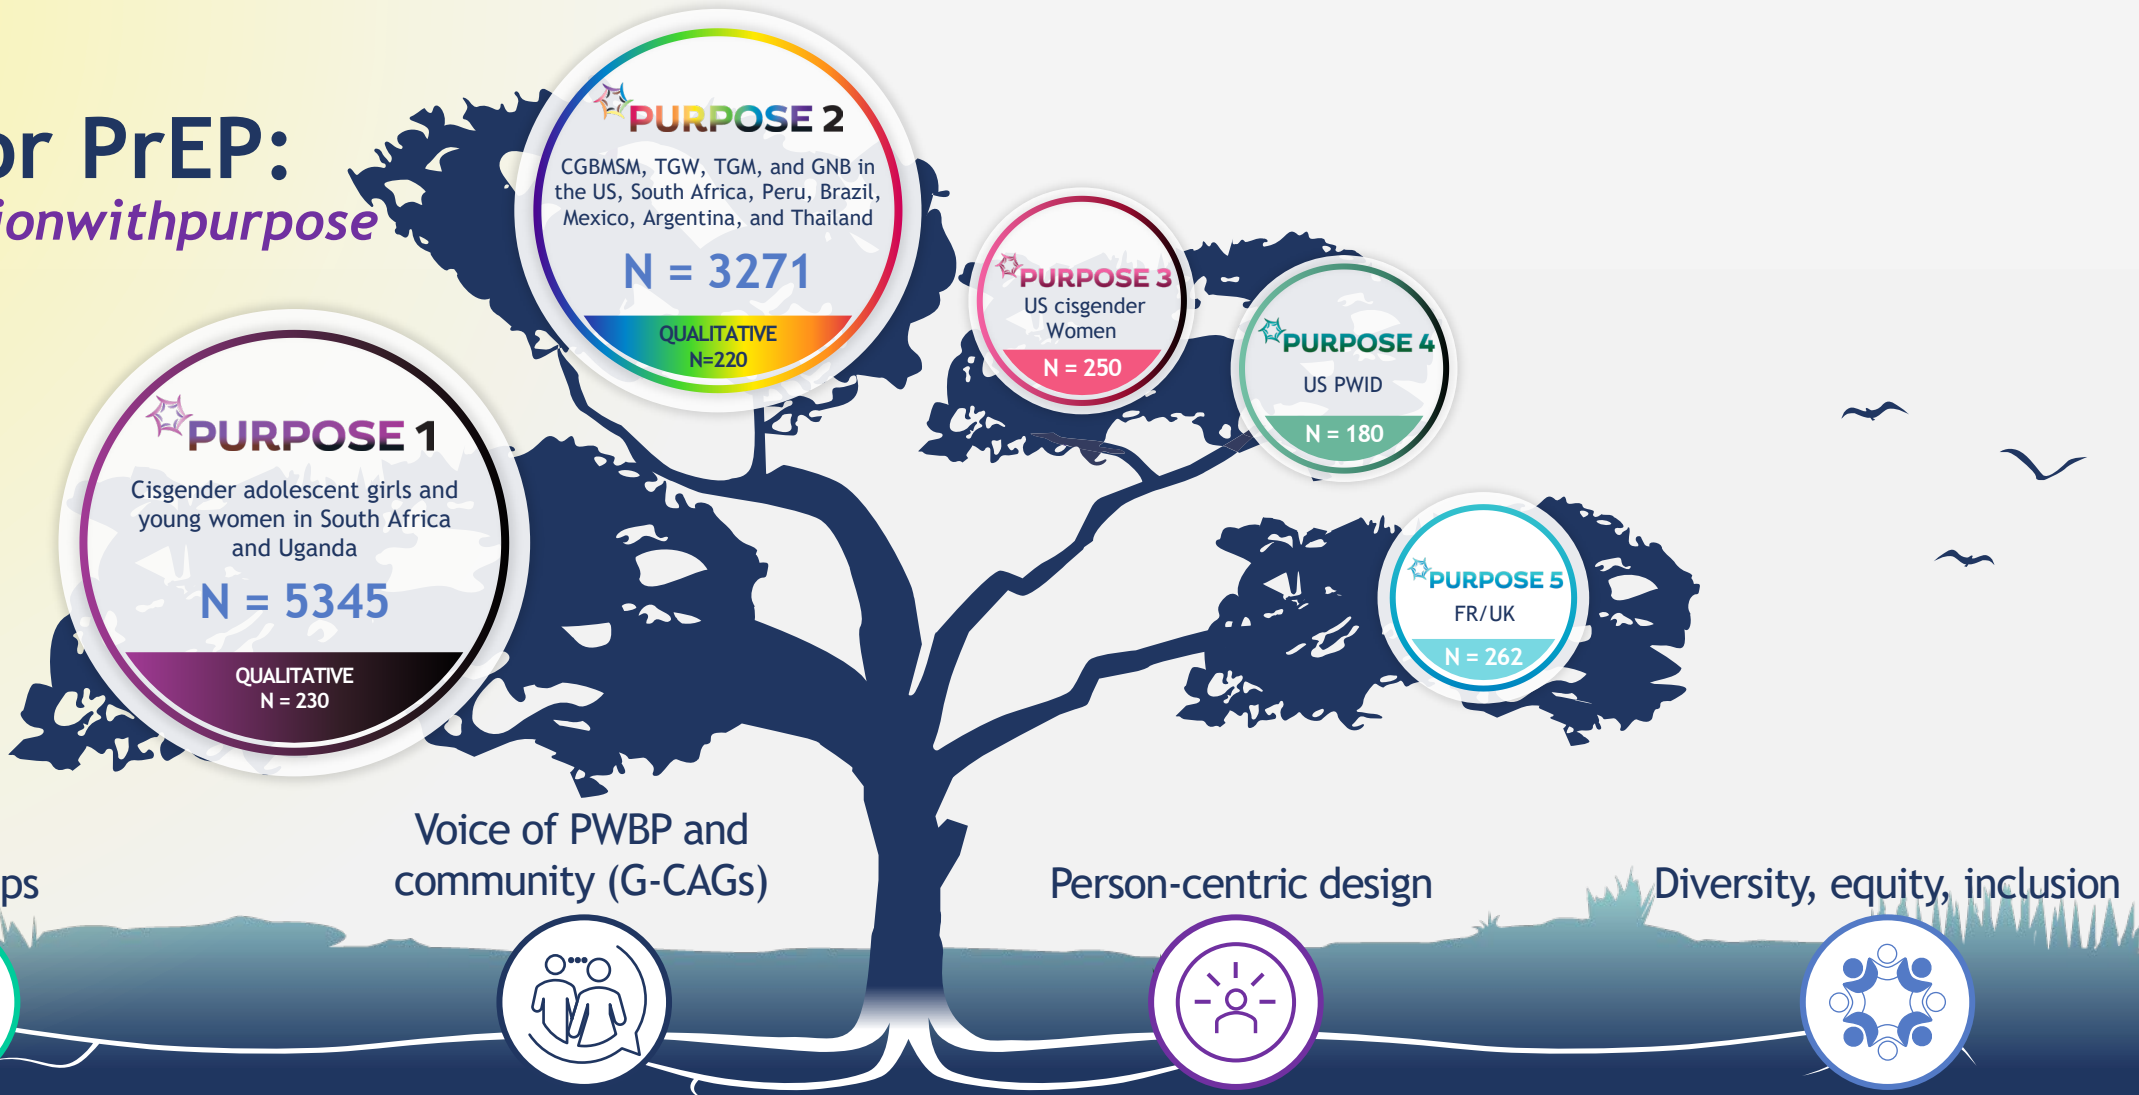 or PrEP:
ionwithpurpose
PURPOSE 2
CGBMSM, TGW, TGM, and GNB in
the US, South Africa, Peru, Brazil,
Mexico, Argentina, and Thailand
N = 3271
QUALITATIVE
N=220
PURPOSE 3
US cisgender
Women
N = 250
PURPOSE 4
US PWID
N = 180
PURPOSE 1
Cisgender adolescent girls and
young women in South Africa
and Uganda
N = 5345
QUALITATIVE
N = 230
PURPOSE 5
FR/UK
N = 262
ps
Voice of PWBP and
community (G-CAGs)
Person-centric design
Diversity, equity, inclusion